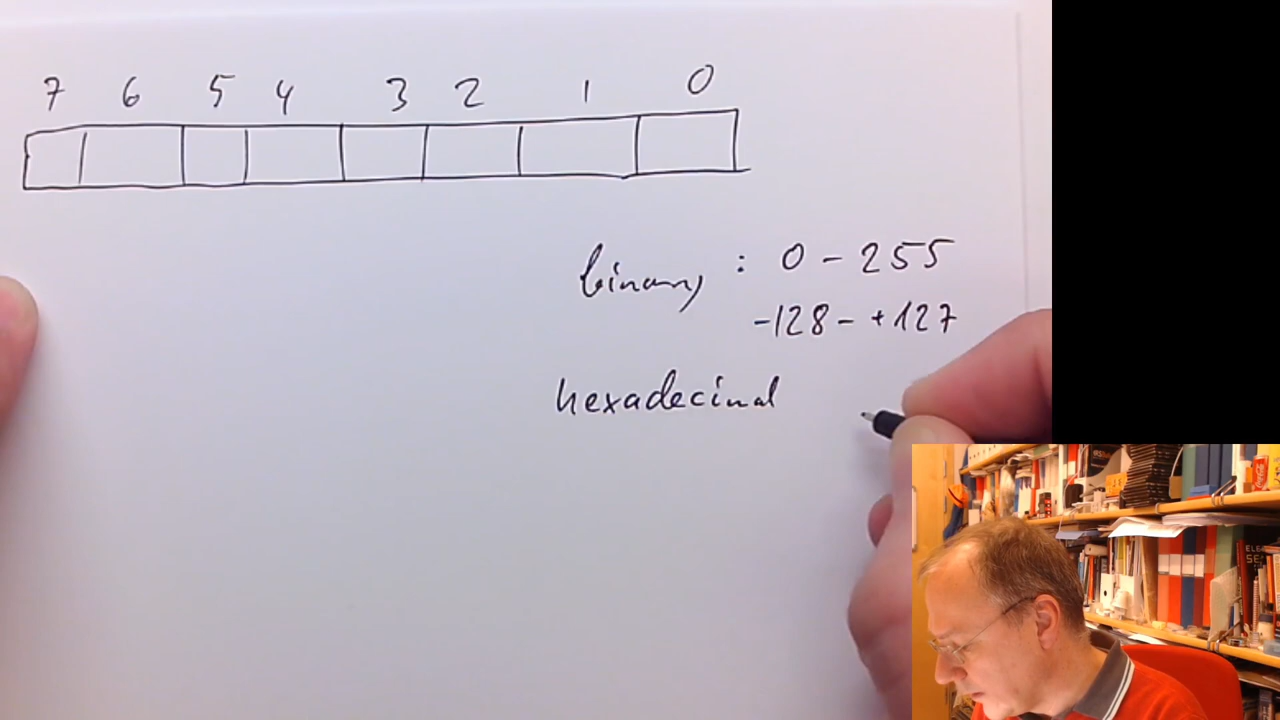 7 6 5 4 3 2 1 0
binary : 0 - 255
-128 - +127
hexadecimal